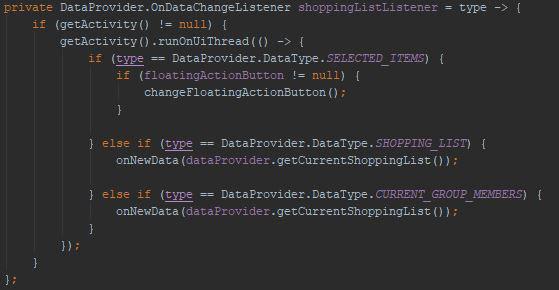 private DataProvider.OnDataChangeListener shoppingListListener = type -> {
    if (getActivity() != null) {
        getActivity().runOnUiThread(() -> {
            if (type == DataProvider.DataType.SELECTED_ITEMS) {
                if (floatingActionButton != null) {
                    changeFloatingActionButton();
                }
            } else if (type == DataProvider.DataType.SHOPPING_LIST) {
                onNewData(dataProvider.getCurrentShoppingList());
            } else if (type == DataProvider.DataType.CURRENT_GROUP_MEMBERS) {
                onNewData(dataProvider.getCurrentShoppingList());
            }
        });
    }
};